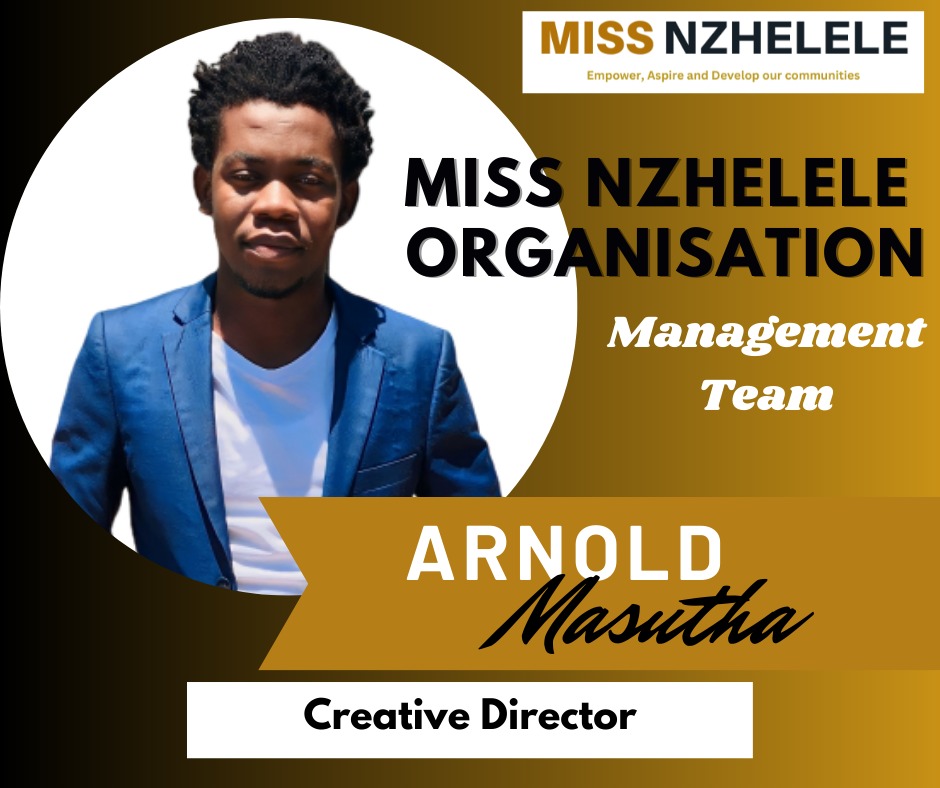 MISS NZHELELE
Empower, Aspire and Develop our communities
MISS NZHELELE
ORGANISATION
Management
Team
ARNOLD
Masutha
Creative Director